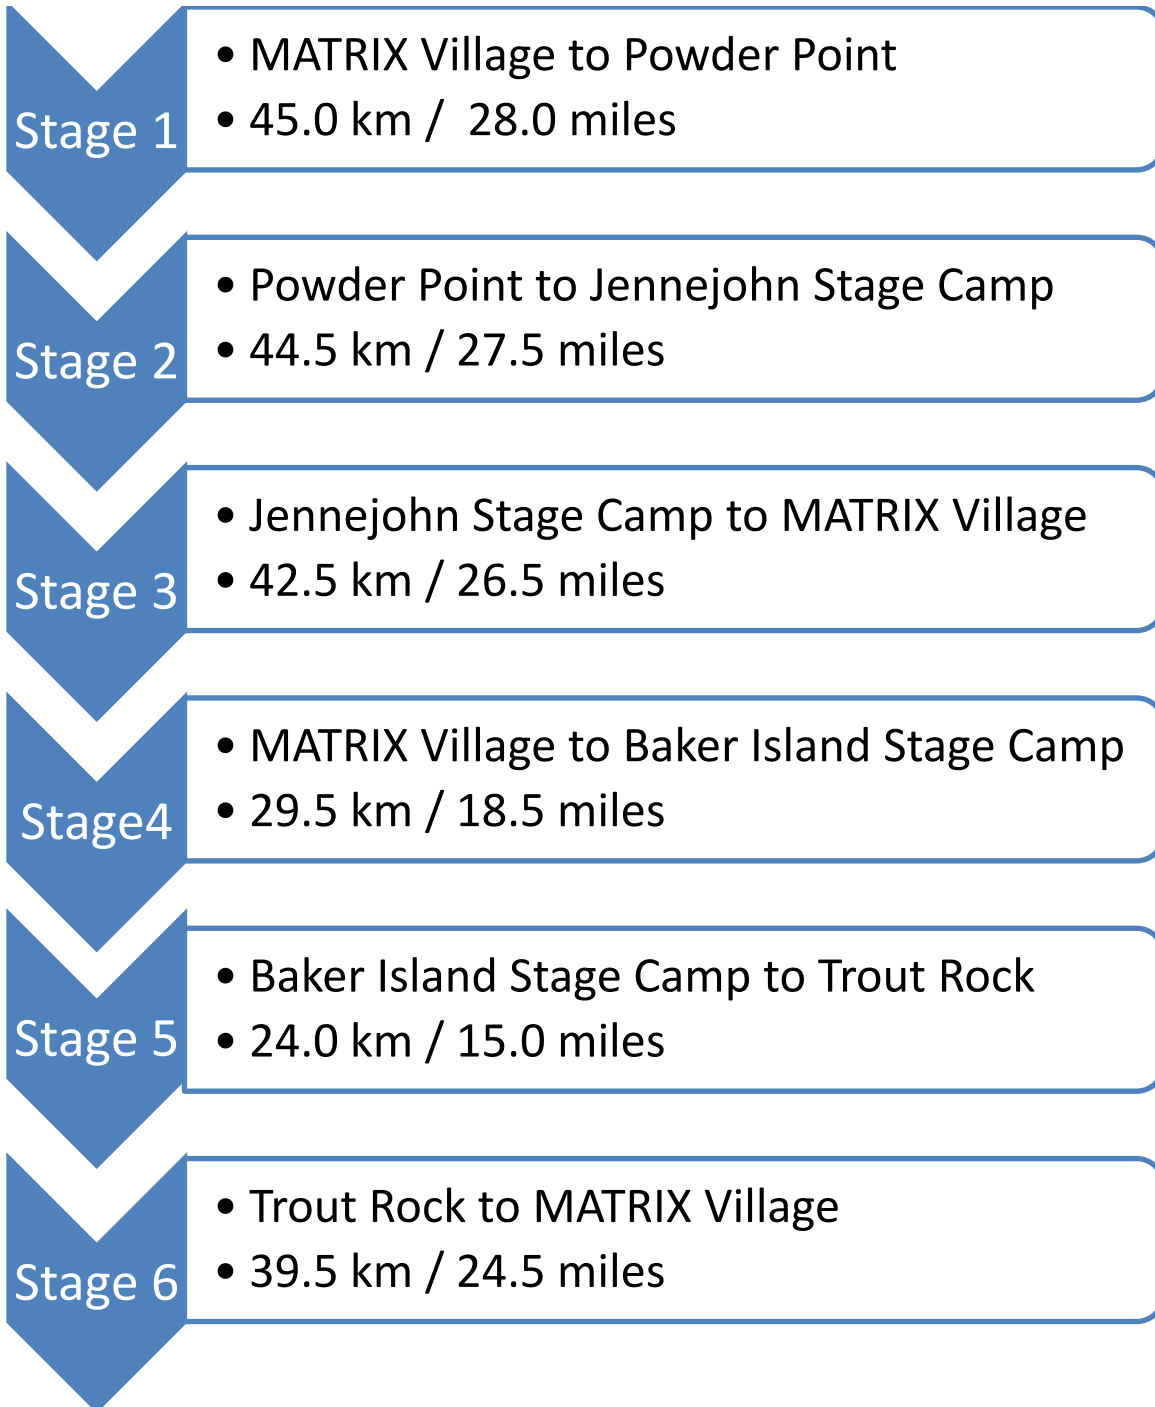 Stage 1
• MATRIX Village to Powder Point
• 45.0 km /  28.0 miles
Stage 2
• Powder Point to Jennejohn Stage Camp
• 44.5 km / 27.5 miles
Stage 3
• Jennejohn Stage Camp to MATRIX Village
• 42.5 km / 26.5 miles
Stage4
• MATRIX Village to Baker Island Stage Camp
• 29.5 km / 18.5 miles
Stage 5
• Baker Island Stage Camp to Trout Rock
• 24.0 km / 15.0 miles
Stage 6
• Trout Rock to MATRIX Village
• 39.5 km / 24.5 miles